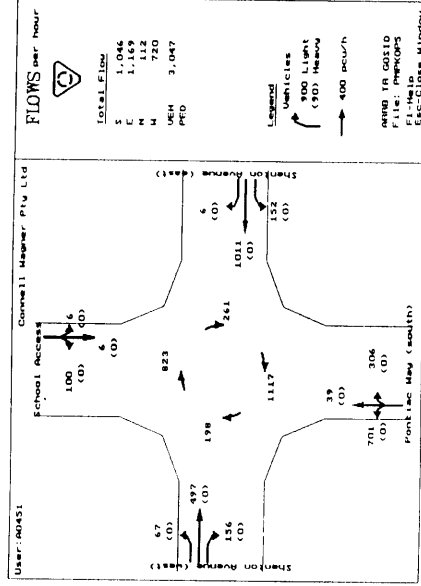 User:A0451
Connell Wagner Pty Ltd
School Access
100
(0)
6
(0)
6
(0)
Shenton Avenue (west)
67
(0)
497
(0)
156
(0)
823
198
261
1117
6
(0)
1011
(0)
152
(0)
Shenton Avenue (east)
701
(0)
39
(0)
306
(0)
Pontiac Way (south)
FLOWS per hour
Total Flow
S 1,046
E 1,169
N 112
W 720
VEH 3,047
PED
Legend
Vehicles
900 Light
(90) Heavy
400 pcu/h
ARRB TR GOSID
File: PMPKOPS
F1-Help
Esc-Close Window